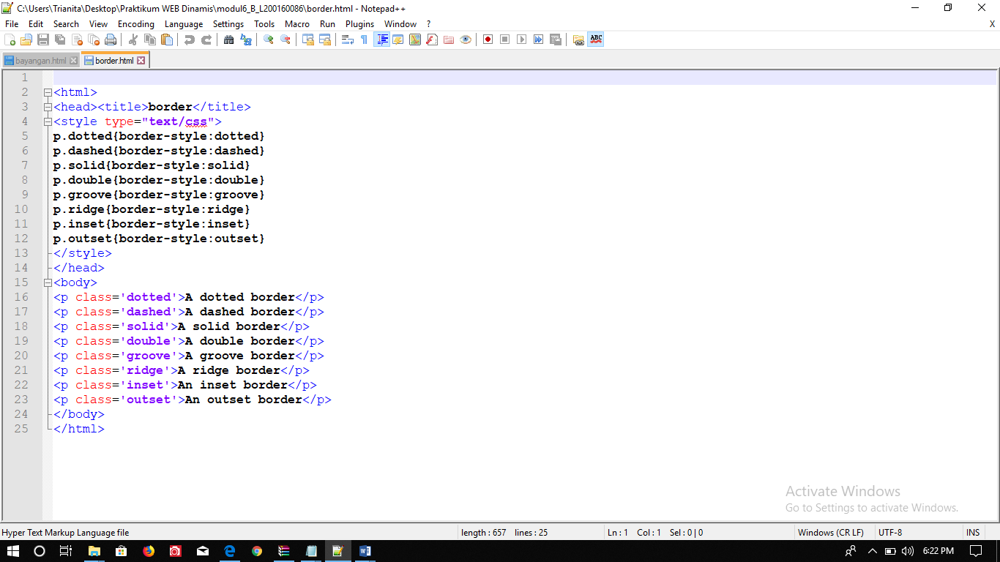 C:\Users\Trianita\Desktop\Praktikum WEB Dinamis\modul6_B_L200160086\border.html - Notepad++
File Edit Search View Encoding Language Settings Tools Macro Run Plugins Window ? X
ABC
bayangan.html border.html
1
2 <html>
3 <head><title>border</title>
4 <style type="text/css">
5 p.dotted{border-style:dotted}
6 p.dashed{border-style:dashed}
7 p.solid{border-style:solid}
8 p.double{border-style:double}
9 p.groove{border-style:groove}
10 p.ridge{border-style:ridge}
11 p.inset{border-style:inset}
12 p.outset{border-style:outset}
13 </style>
14 </head>
15 <body>
16 <p class='dotted'>A dotted border</p>
17 <p class='dashed'>A dashed border</p>
18 <p class='solid'>A solid border</p>
19 <p class='double'>A double border</p>
20 <p class='groove'>A groove border</p>
21 <p class='ridge'>A ridge border</p>
22 <p class='inset'>An inset border</p>
23 <p class='outset'>An outset border</p>
24 </body>
25 </html>
Activate Windows
Go to Settings to activate Windows.
Hyper Text Markup Language file length : 657 lines : 25 Ln : 1 Col : 1 Sel : 0 | 0 Windows (CR LF) UTF-8 INS
6:22 PM